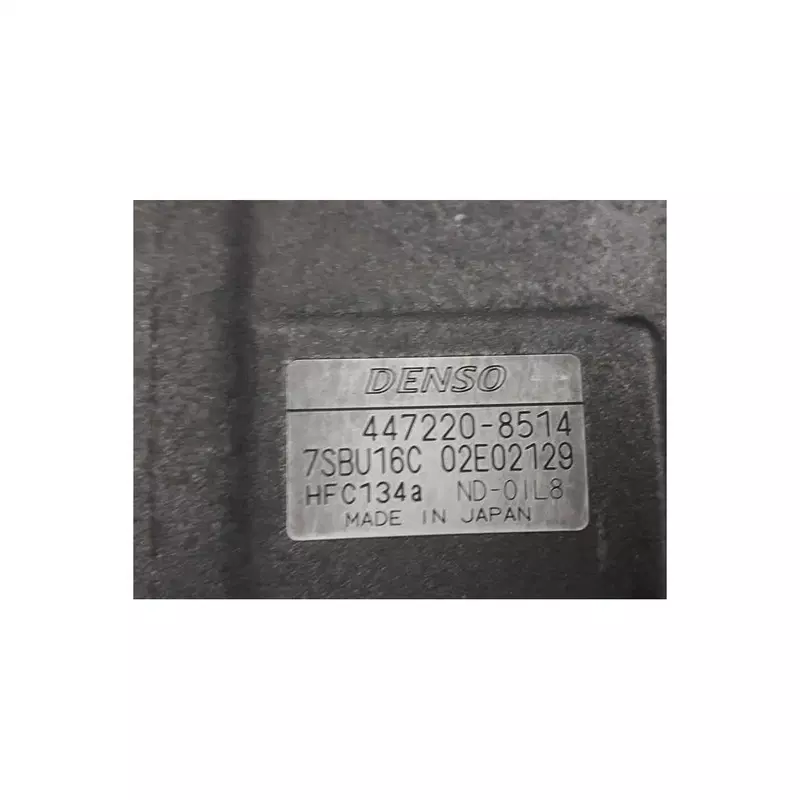 DENSO
447220-8514
7SBU16C 02E02129
HFC134a ND-OIL8
MADE IN JAPAN